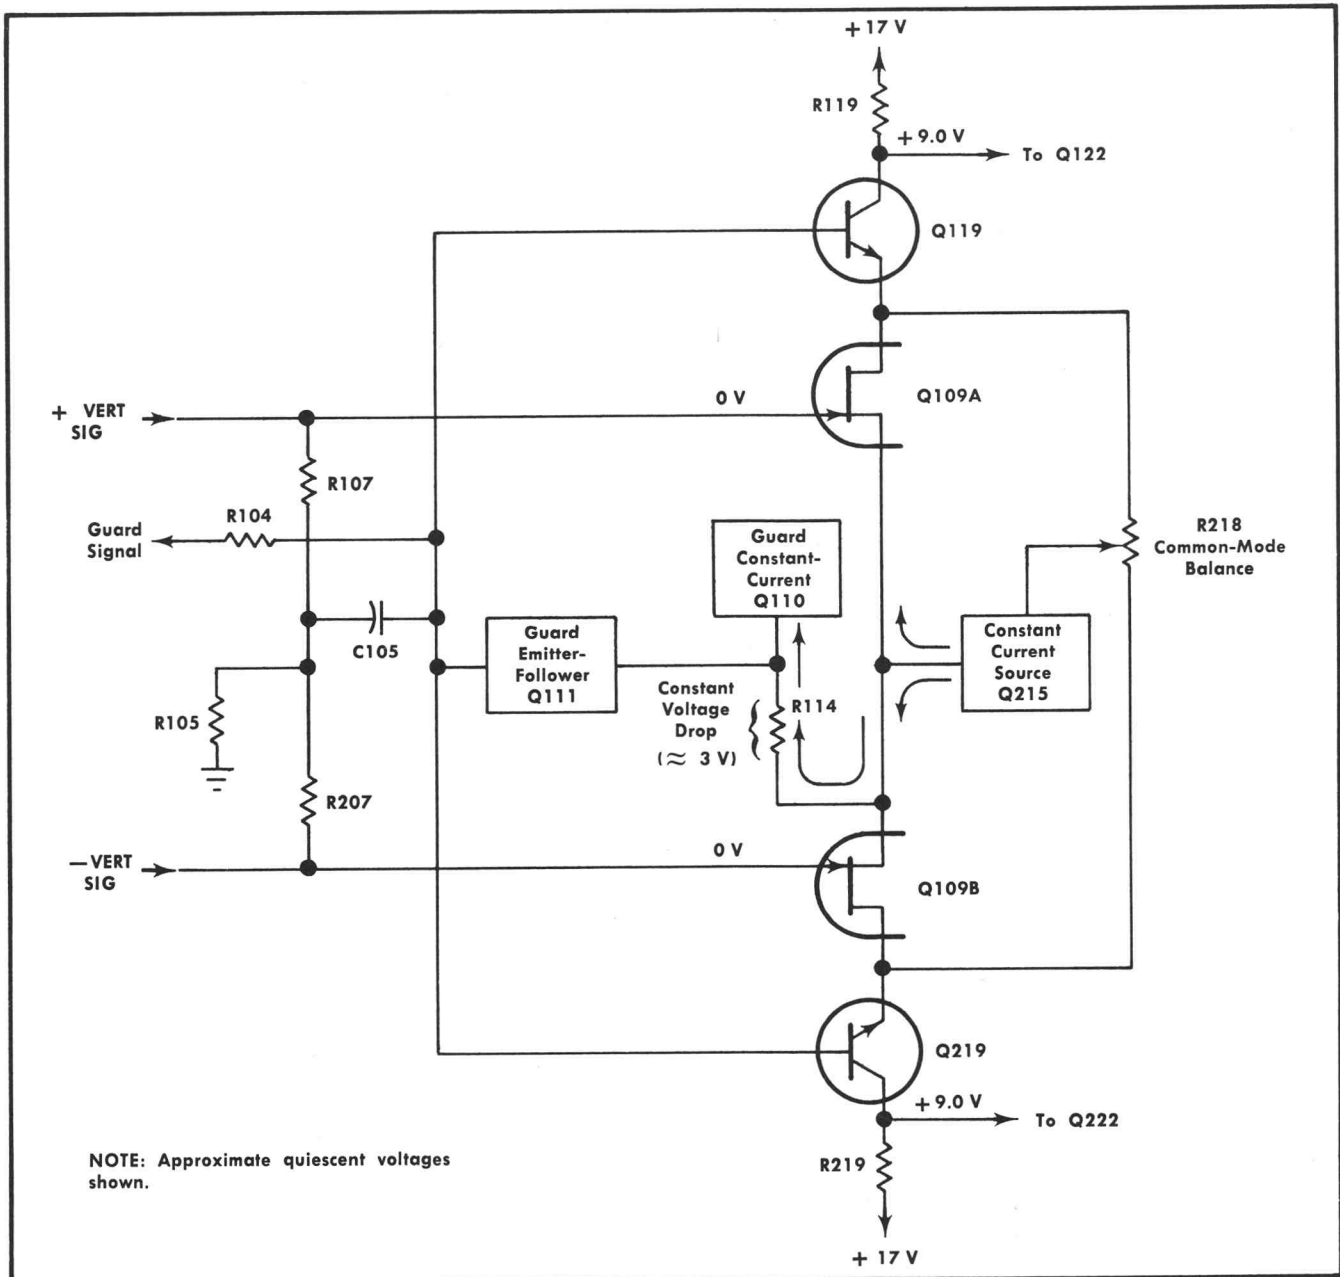 + 17 V
R119
+ 9.0 V
To Q122
Q119
+ VERT
SIG
0 V
Q109A
R107
R104
Guard
Signal
Guard
Constant-
Current
Q110
R218
Common-Mode
Balance
C105
Guard
Emitter-
Follower
Q111
Constant
Voltage
Drop
(≈ 3 V)
R114
Constant
Current
Source
Q215
R105
R207
— VERT
SIG
0 V
Q109B
Q219
+ 9.0 V
To Q222
R219
+ 17 V
NOTE: Approximate quiescent voltages
shown.